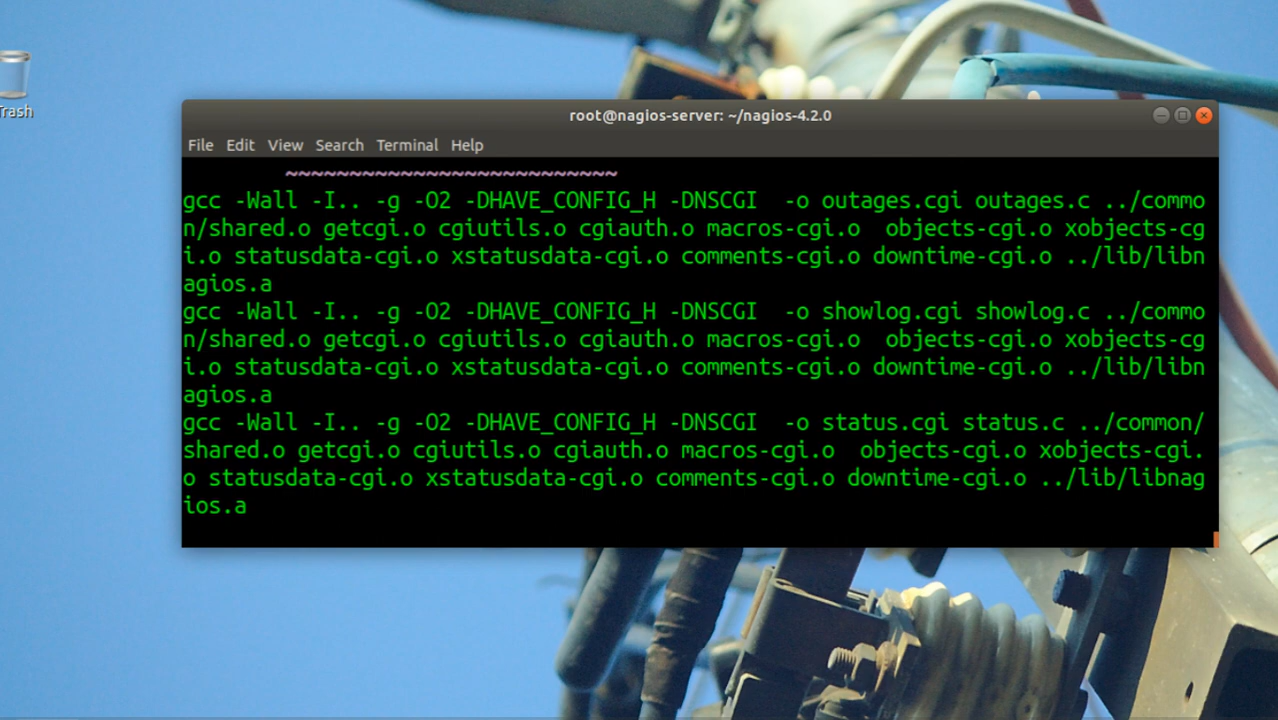 Trash
root@nagios-server: ~/nagios-4.2.0
File Edit View Search Terminal Help
~~~~~~~~~~~~~~~~~~~~~~~~~~
gcc -Wall -I.. -g -O2 -DHAVE_CONFIG_H -DNSCGI  -o outages.cgi outages.c ../commo
n/shared.o getcgi.o cgiutils.o cgiauth.o macros-cgi.o  objects-cgi.o xobjects-cg
i.o statusdata-cgi.o xstatusdata-cgi.o comments-cgi.o downtime-cgi.o ../lib/libn
agios.a
gcc -Wall -I.. -g -O2 -DHAVE_CONFIG_H -DNSCGI  -o showlog.cgi showlog.c ../commo
n/shared.o getcgi.o cgiutils.o cgiauth.o macros-cgi.o  objects-cgi.o xobjects-cg
i.o statusdata-cgi.o xstatusdata-cgi.o comments-cgi.o downtime-cgi.o ../lib/libn
agios.a
gcc -Wall -I.. -g -O2 -DHAVE_CONFIG_H -DNSCGI  -o status.cgi status.c ../common/
shared.o getcgi.o cgiutils.o cgiauth.o macros-cgi.o  objects-cgi.o xobjects-cgi.
o statusdata-cgi.o xstatusdata-cgi.o comments-cgi.o downtime-cgi.o ../lib/libnag
ios.a